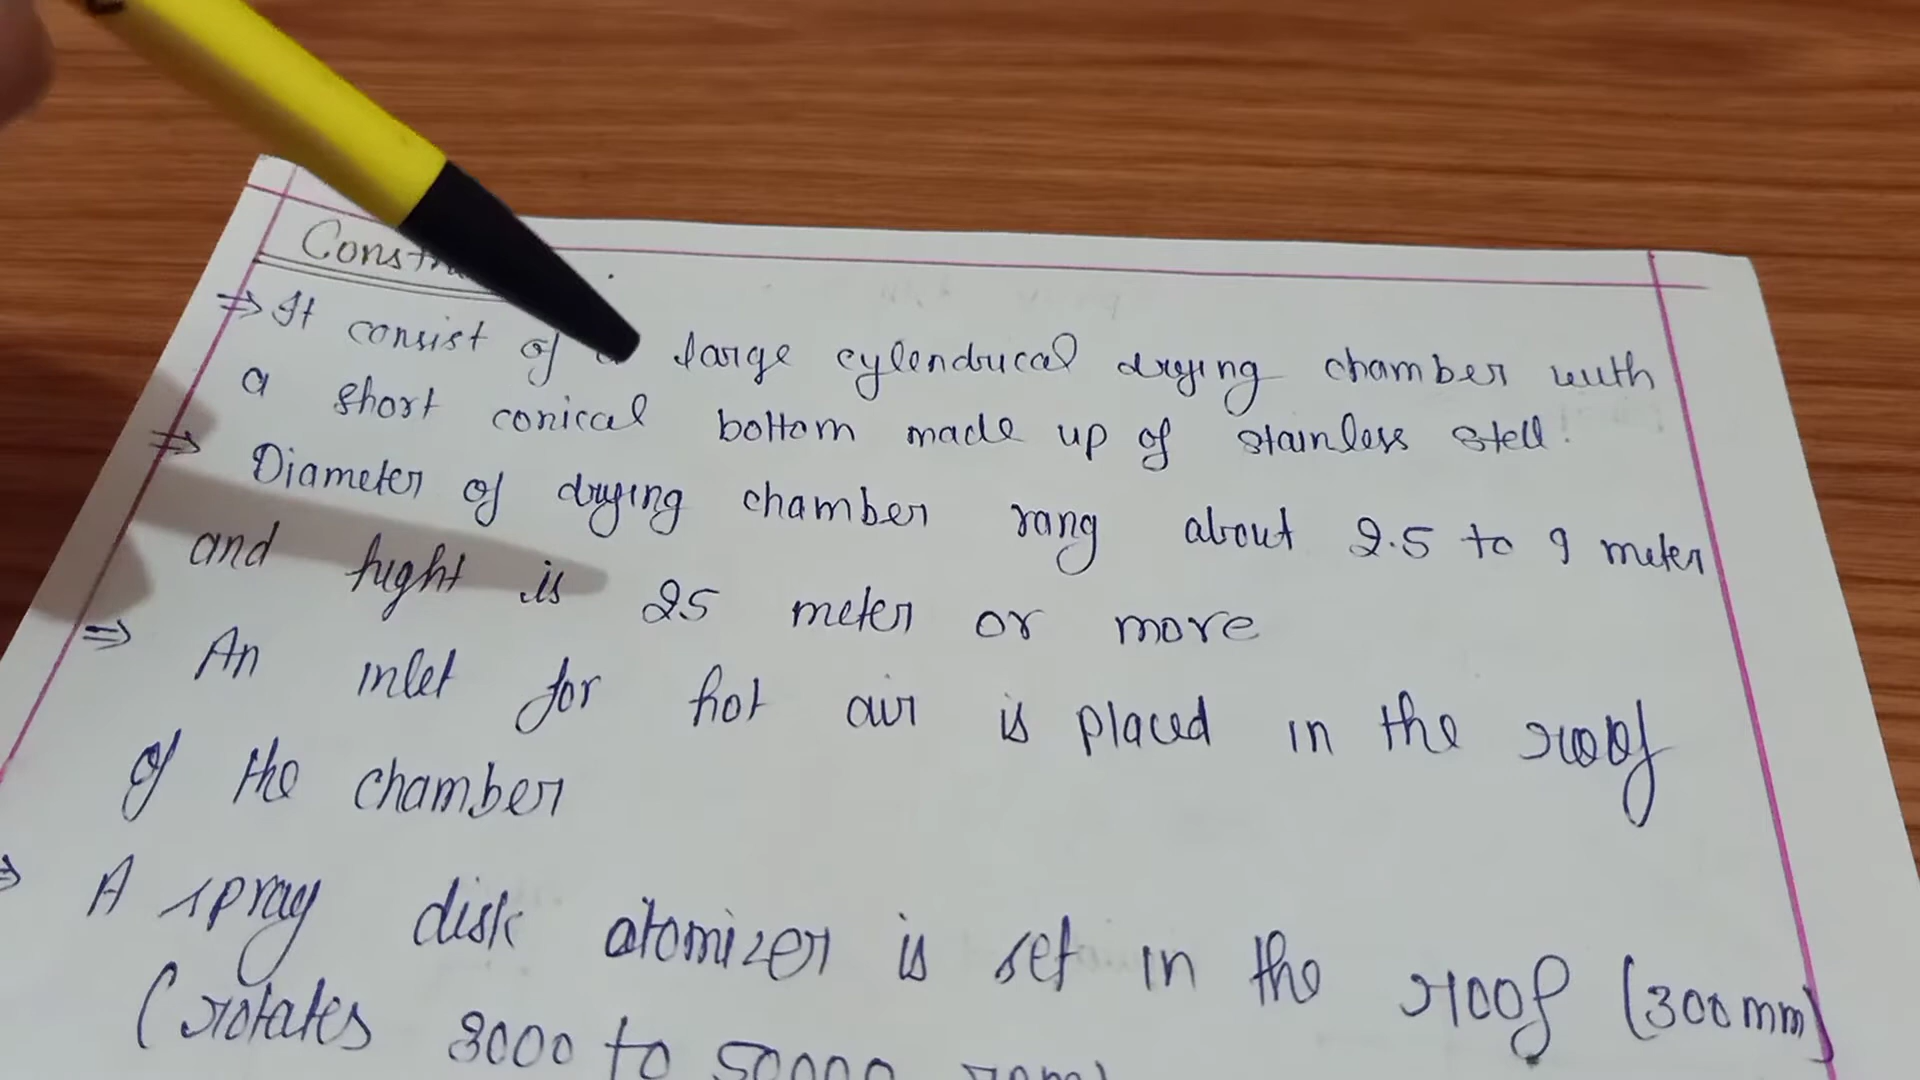 ⇒ It consist of a large cylendrical drying chamber with
a short conical bottom made up of stainless stell.
⇒ Diameter of drying chamber rang about 2.5 to 9 meter
and hight is 25 meter or more
⇒ An inlet for hot air is placed in the roof
of the chamber
⇒ A spray disk atomizer is set in the roof (300mm)
(rotates 3000 to 50000 rpm)